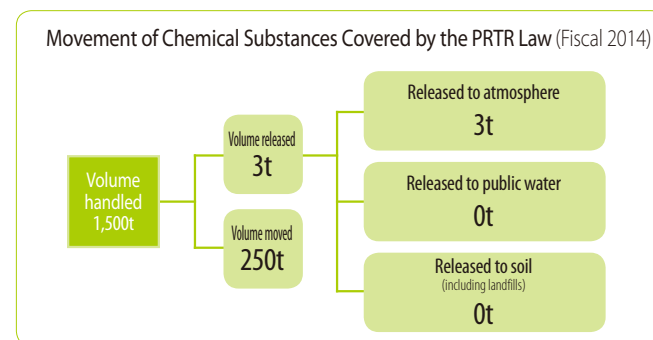 Movement of Chemical Substances Covered by the PRTR Law (Fiscal 2014)
Volume
handled
1,500t
Volume released
3t
Volume moved
250t
Released to atmosphere
3t
Released to public water
0t
Released to soil
(including landfills)
0t